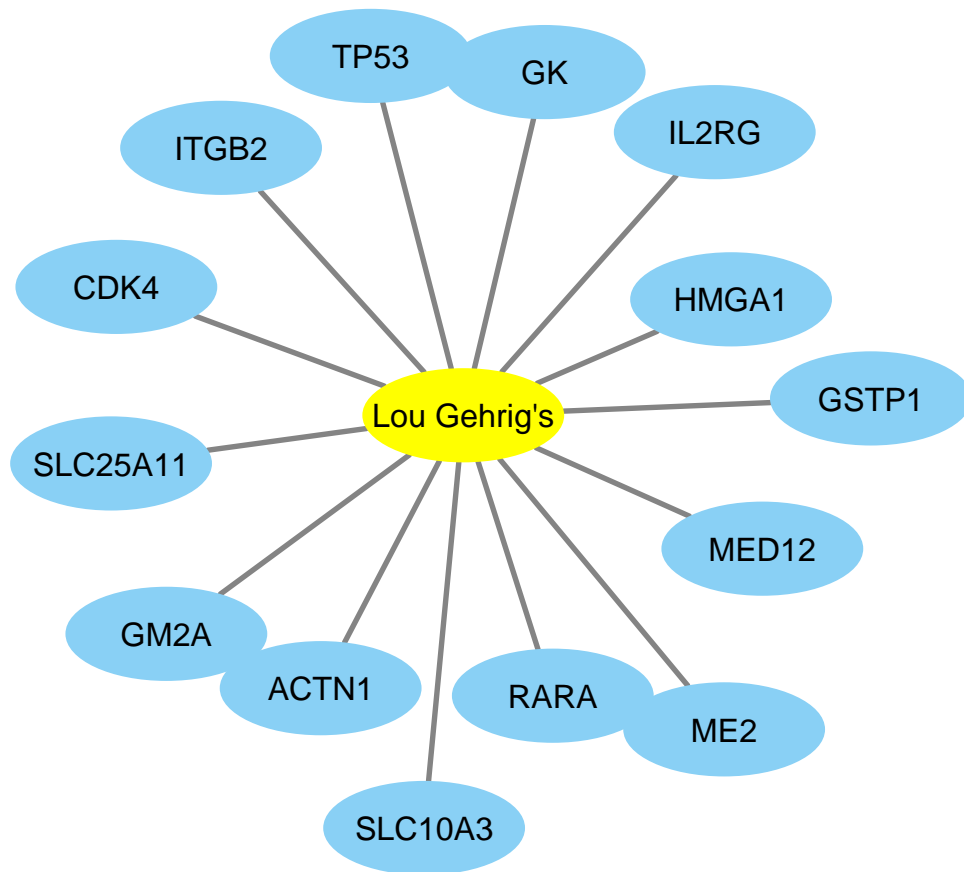 TP53
GK
IL2RG
ITGB2
CDK4
HMGA1
Lou Gehrig's
GSTP1
SLC25A11
MED12
GM2A
ACTN1
RARA
ME2
SLC10A3